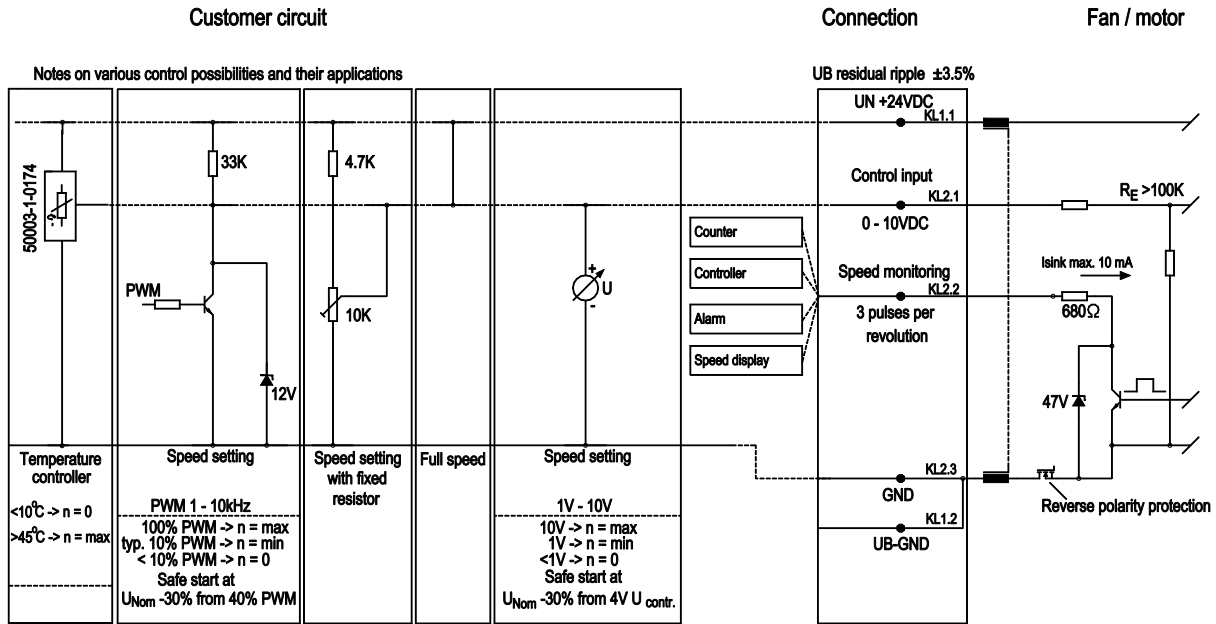 Customer circuit
Connection
Fan / motor
Notes on various control possibilities and their applications
UB residual ripple ±3.5%
UN +24VDC
KL1.1
50003-1-0174
33K
4.7K
Control input
KL2.1
0 - 10VDC
RE >100K
PWM
10K
+
U
-
Counter
Controller
Alarm
Speed display
Speed monitoring
KL2.2
3 pulses per
revolution
Isink max. 10 mA
680Ω
12V
47V
Temperature
controller
<10°C -> n = 0
>45°C -> n = max
Speed setting
PWM 1 - 10kHz
100% PWM -> n = max
typ. 10% PWM -> n = min
< 10% PWM -> n = 0
Safe start at
UNom -30% from 40% PWM
Speed setting
with fixed
resistor
Full speed
Speed setting
1V - 10V
10V -> n = max
1V -> n = min
<1V -> n = 0
Safe start at
UNom -30% from 4V U contr.
KL2.3
GND
KL1.2
UB-GND
Reverse polarity protection